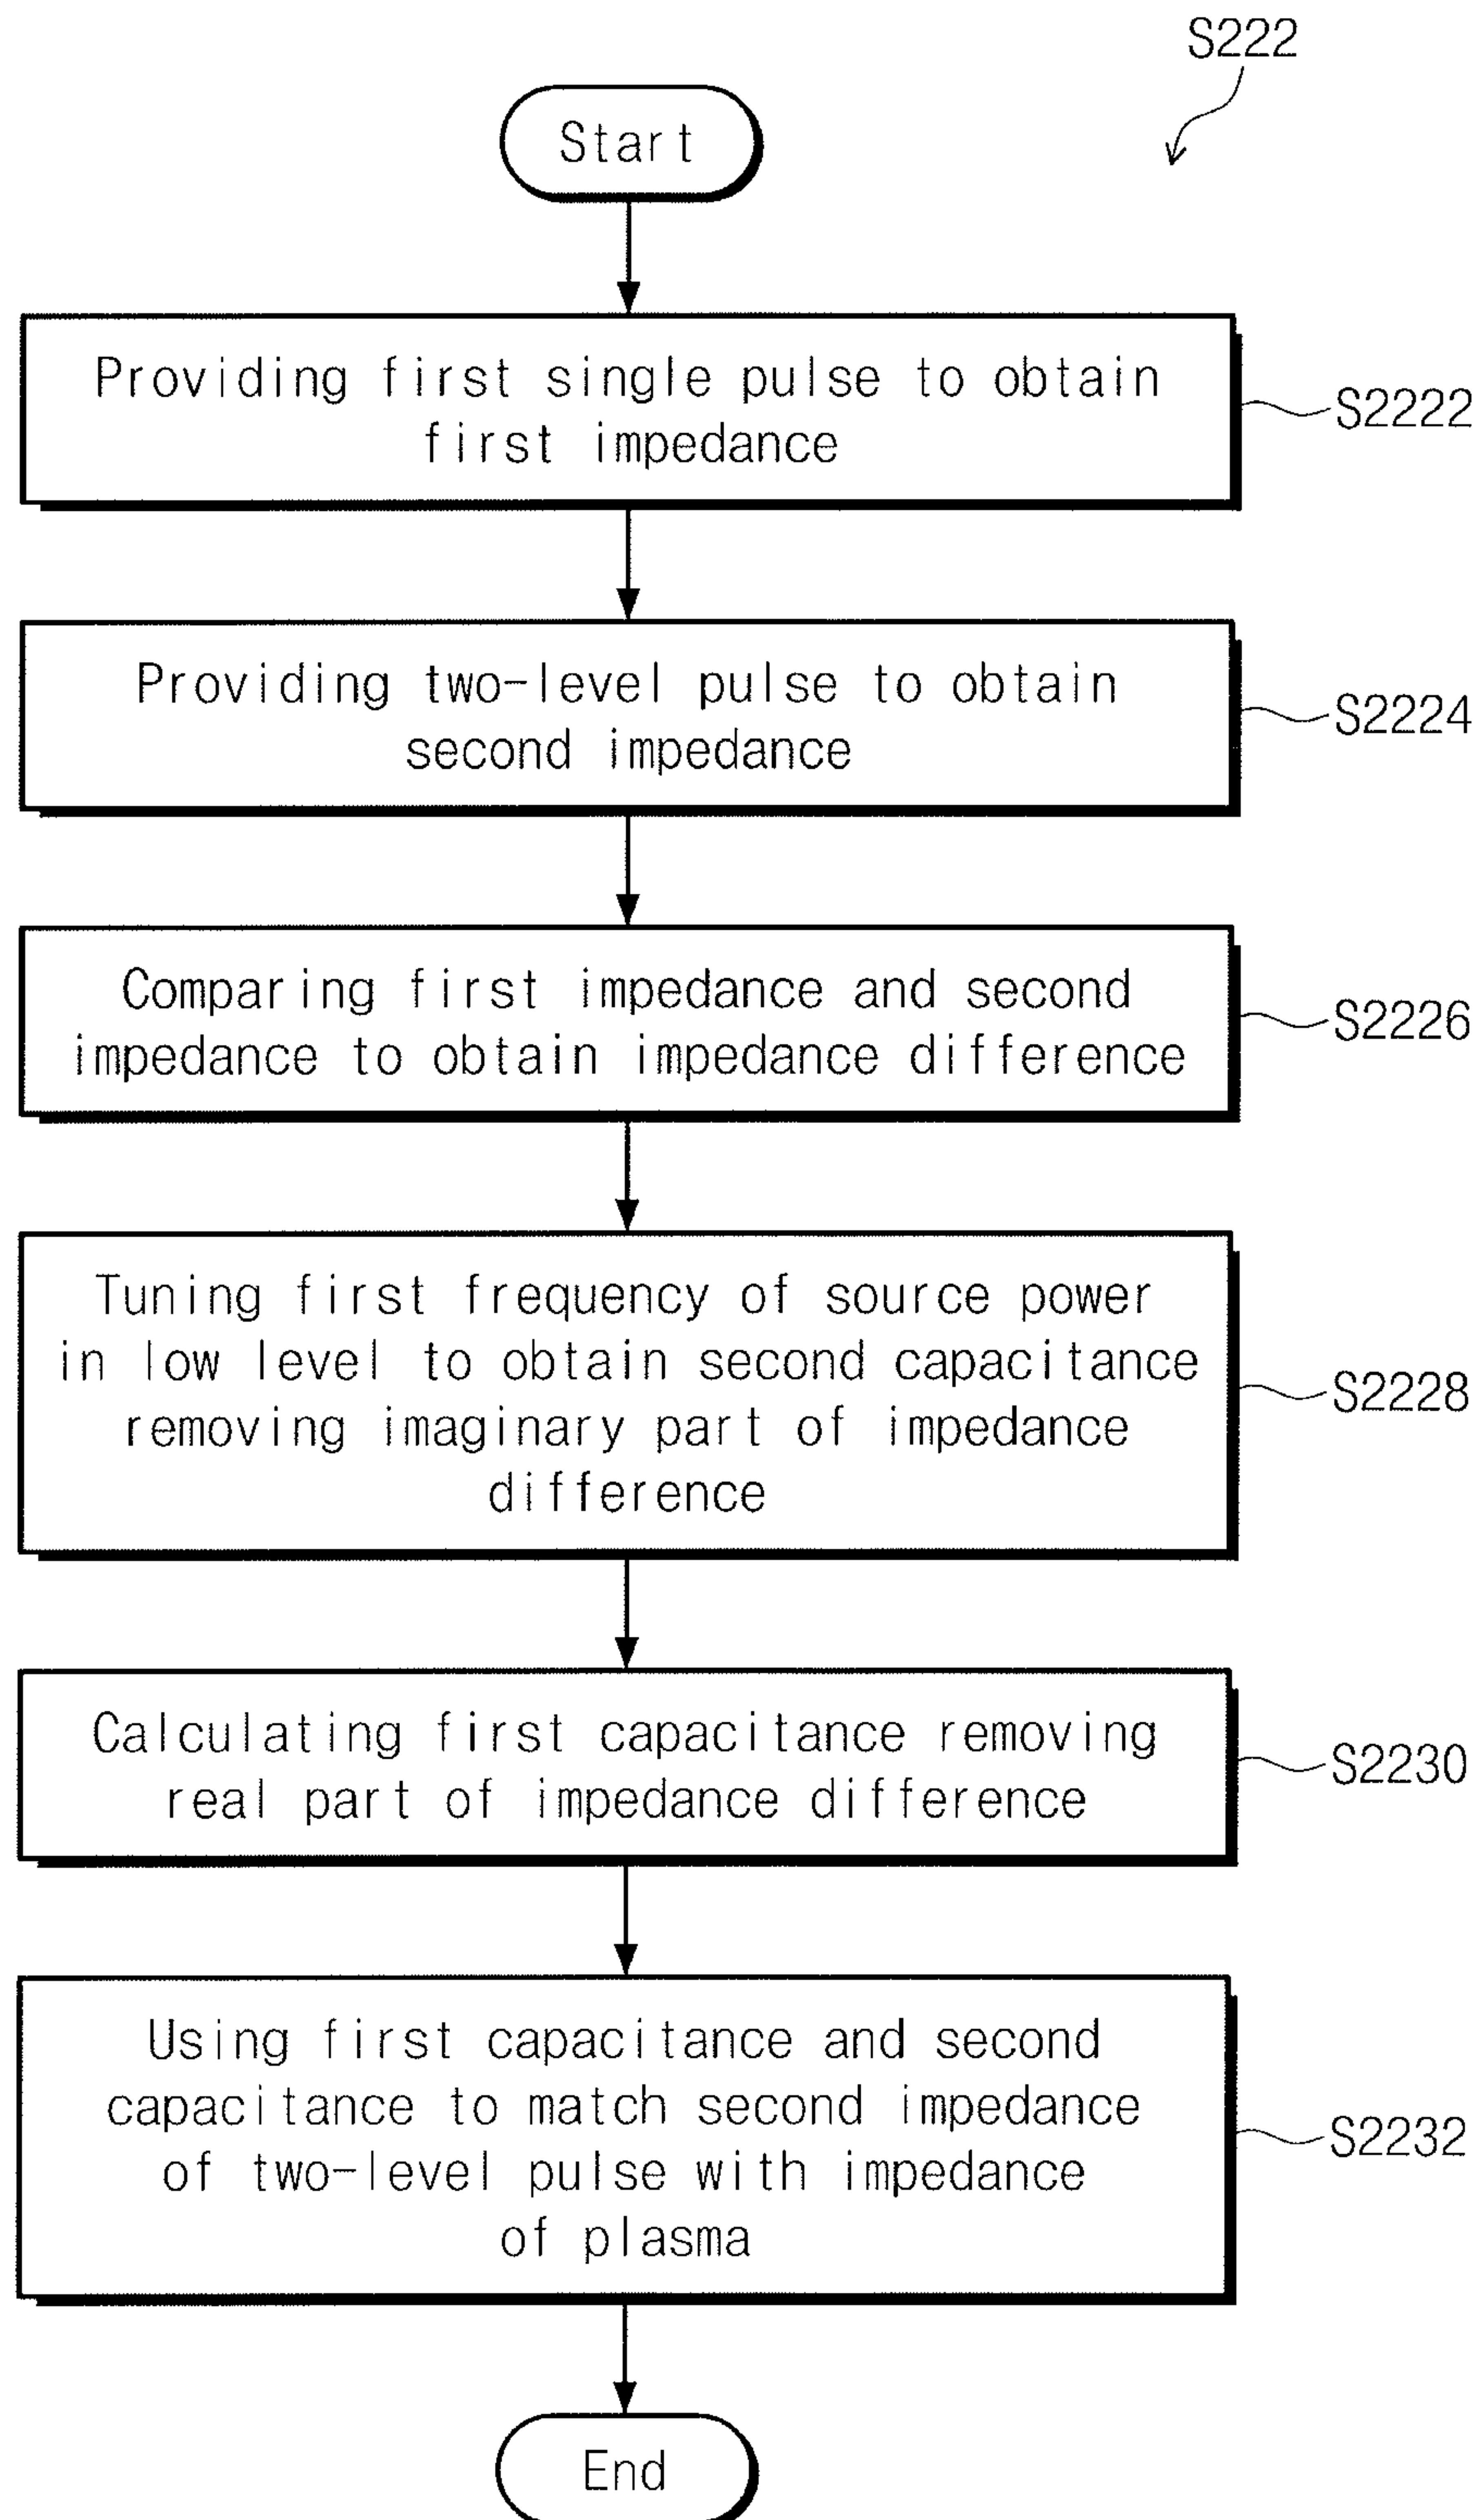 S222
Start
Providing first single pulse to obtain
first impedance
S2222
Providing two-level pulse to obtain
second impedance
S2224
Comparing first impedance and second
impedance to obtain impedance difference
S2226
Tuning first frequency of source power
in low level to obtain second capacitance
removing imaginary part of impedance
difference
S2228
Calculating first capacitance removing
real part of impedance difference
S2230
Using first capacitance and second
capacitance to match second impedance
of two-level pulse with impedance
of plasma
S2232
End